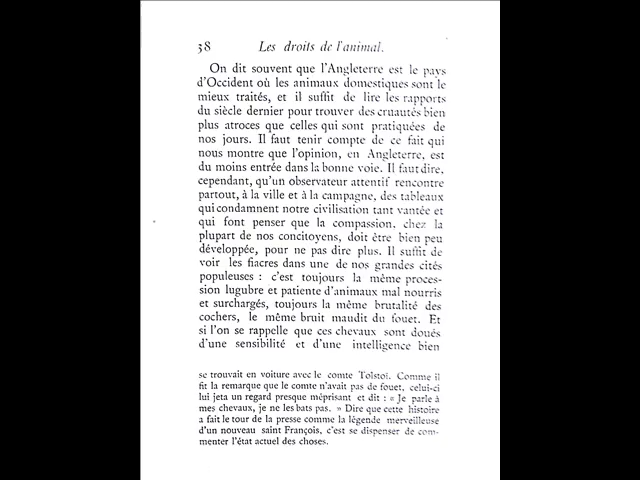 38 Les droits de l'animal.
On dit souvent que l'Angleterre est le pays
d'Occident où les animaux domestiques sont le
mieux traités, et il suffit de lire les rapports
du siècle dernier pour trouver des cruautés bien
plus atroces que celles qui sont pratiquées de
nos jours. Il faut tenir compte de ce fait qui
nous montre que l'opinion, en Angleterre, est
du moins entrée dans la bonne voie. Il faut dire,
cependant, qu'un observateur attentif rencontre
partout, à la ville et à la campagne, des tableaux
qui condamnent notre civilisation tant vantée et
qui font penser que la compassion, chez la
plupart de nos concitoyens, doit être bien peu
développée, pour ne pas dire plus. Il suffit de
voir les fiacres dans une de nos grandes cités
populeuses : c'est toujours la même proces-
sion lugubre et patiente d'animaux mal nourris
et surchargés, toujours la même brutalité des
cochers, le même bruit maudit du fouet. Et
si l'on se rappelle que ces chevaux sont doués
d'une sensibilité et d'une intelligence bien
se trouvait en voiture avec le comte Tolstoï. Comme il
fit la remarque que le comte n'avait pas de fouet, celui-ci
lui jeta un regard presque méprisant et dit : « Je parle à
mes chevaux, je ne les bats pas. » Dire que cette histoire
a fait le tour de la presse comme la légende merveilleuse
d'un nouveau saint François, c'est se dispenser de com-
menter l'état actuel des choses.